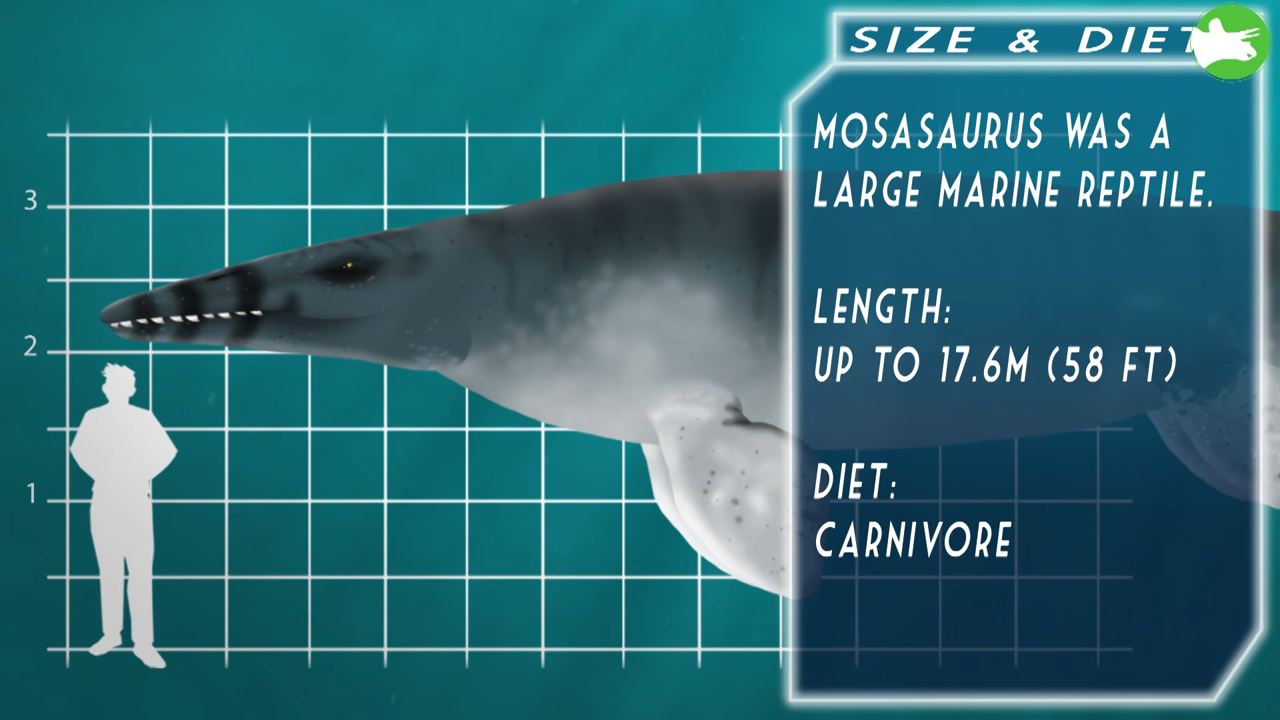 SIZE & DIET
MOSASAURUS WAS A
LARGE MARINE REPTILE.
LENGTH:
UP TO 17.6M (58 FT)
DIET:
CARNIVORE
3
2
1